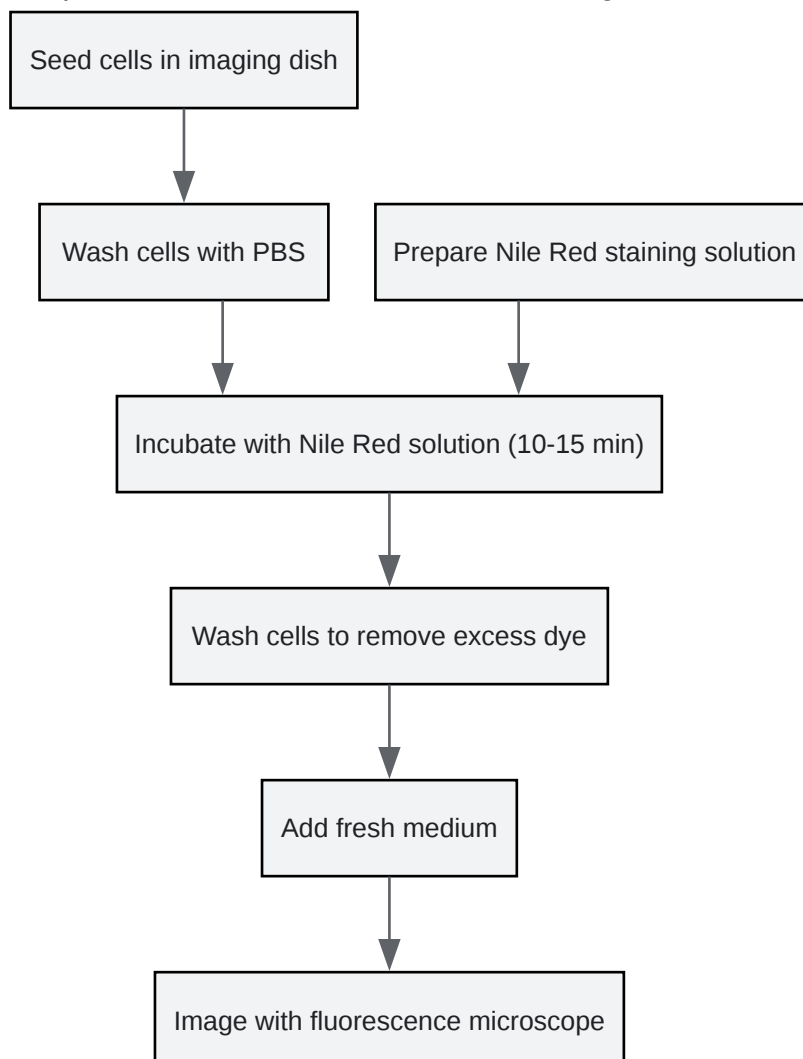 Seed cells in imaging dish
Wash cells with PBS
Prepare Nile Red staining solution
Incubate with Nile Red solution (10-15 min)
Wash cells to remove excess dye
Add fresh medium
Image with fluorescence microscope